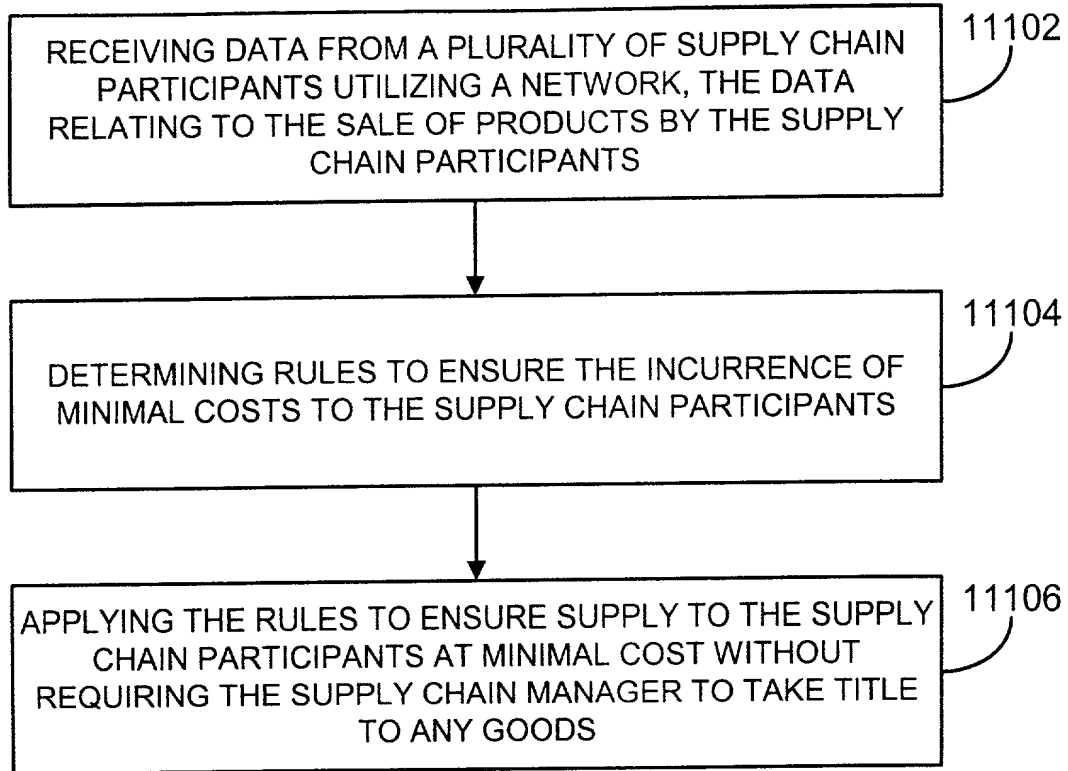 RECEIVING DATA FROM A PLURALITY OF SUPPLY CHAIN
PARTICIPANTS UTILIZING A NETWORK, THE DATA
RELATING TO THE SALE OF PRODUCTS BY THE SUPPLY
CHAIN PARTICIPANTS
11102
DETERMINING RULES TO ENSURE THE INCURRENCE OF
MINIMAL COSTS TO THE SUPPLY CHAIN PARTICIPANTS
11104
APPLYING THE RULES TO ENSURE SUPPLY TO THE SUPPLY
CHAIN PARTICIPANTS AT MINIMAL COST WITHOUT
REQUIRING THE SUPPLY CHAIN MANAGER TO TAKE TITLE
TO ANY GOODS
11106